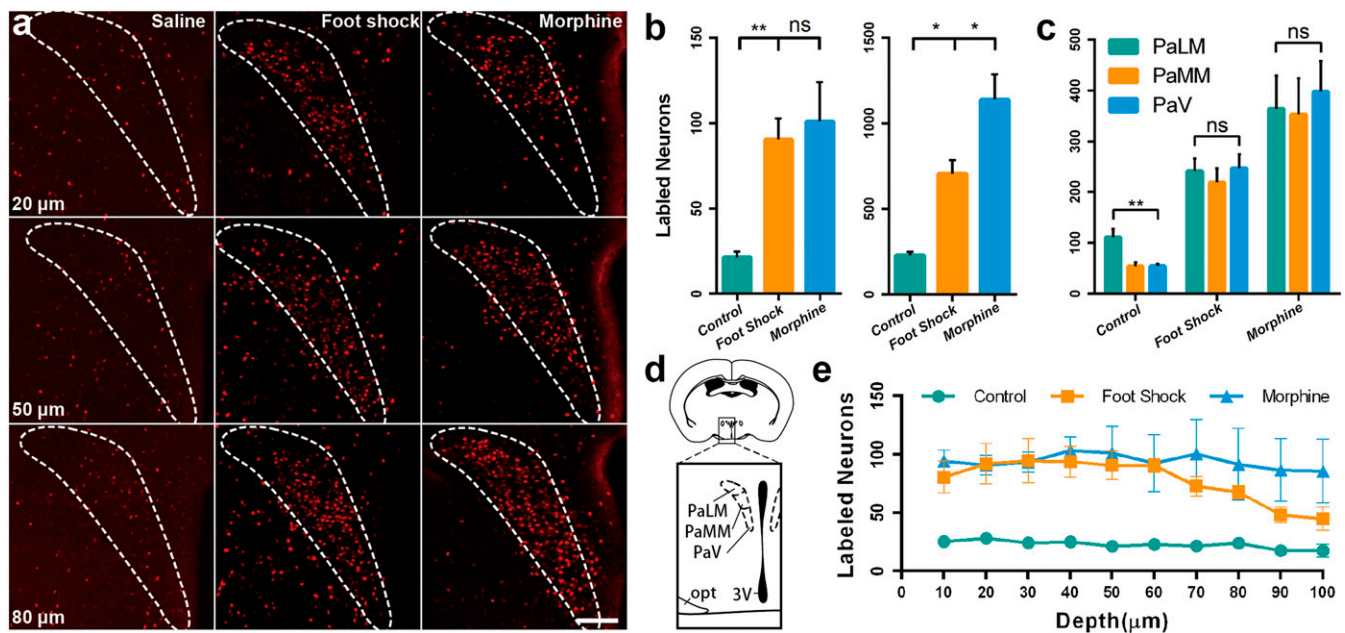 a
Saline
Foot shock
Morphine
20 µm
50 µm
80 µm
b
Labled Neurons
150
100
50
0
**
ns
Control
Foot Shock
Morphine
1500
1000
500
0
*
*
Control
Foot Shock
Morphine
c
PaLM
PaMM
PaV
500
400
300
200
100
0
**
ns
ns
Control
Foot Shock
Morphine
d
PaLM
PaMM
PaV
opt
3V
e
Control
Foot Shock
Morphine
Labeled Neurons
150
100
50
0
0 10 20 30 40 50 60 70 80 90 100
Depth(µm)